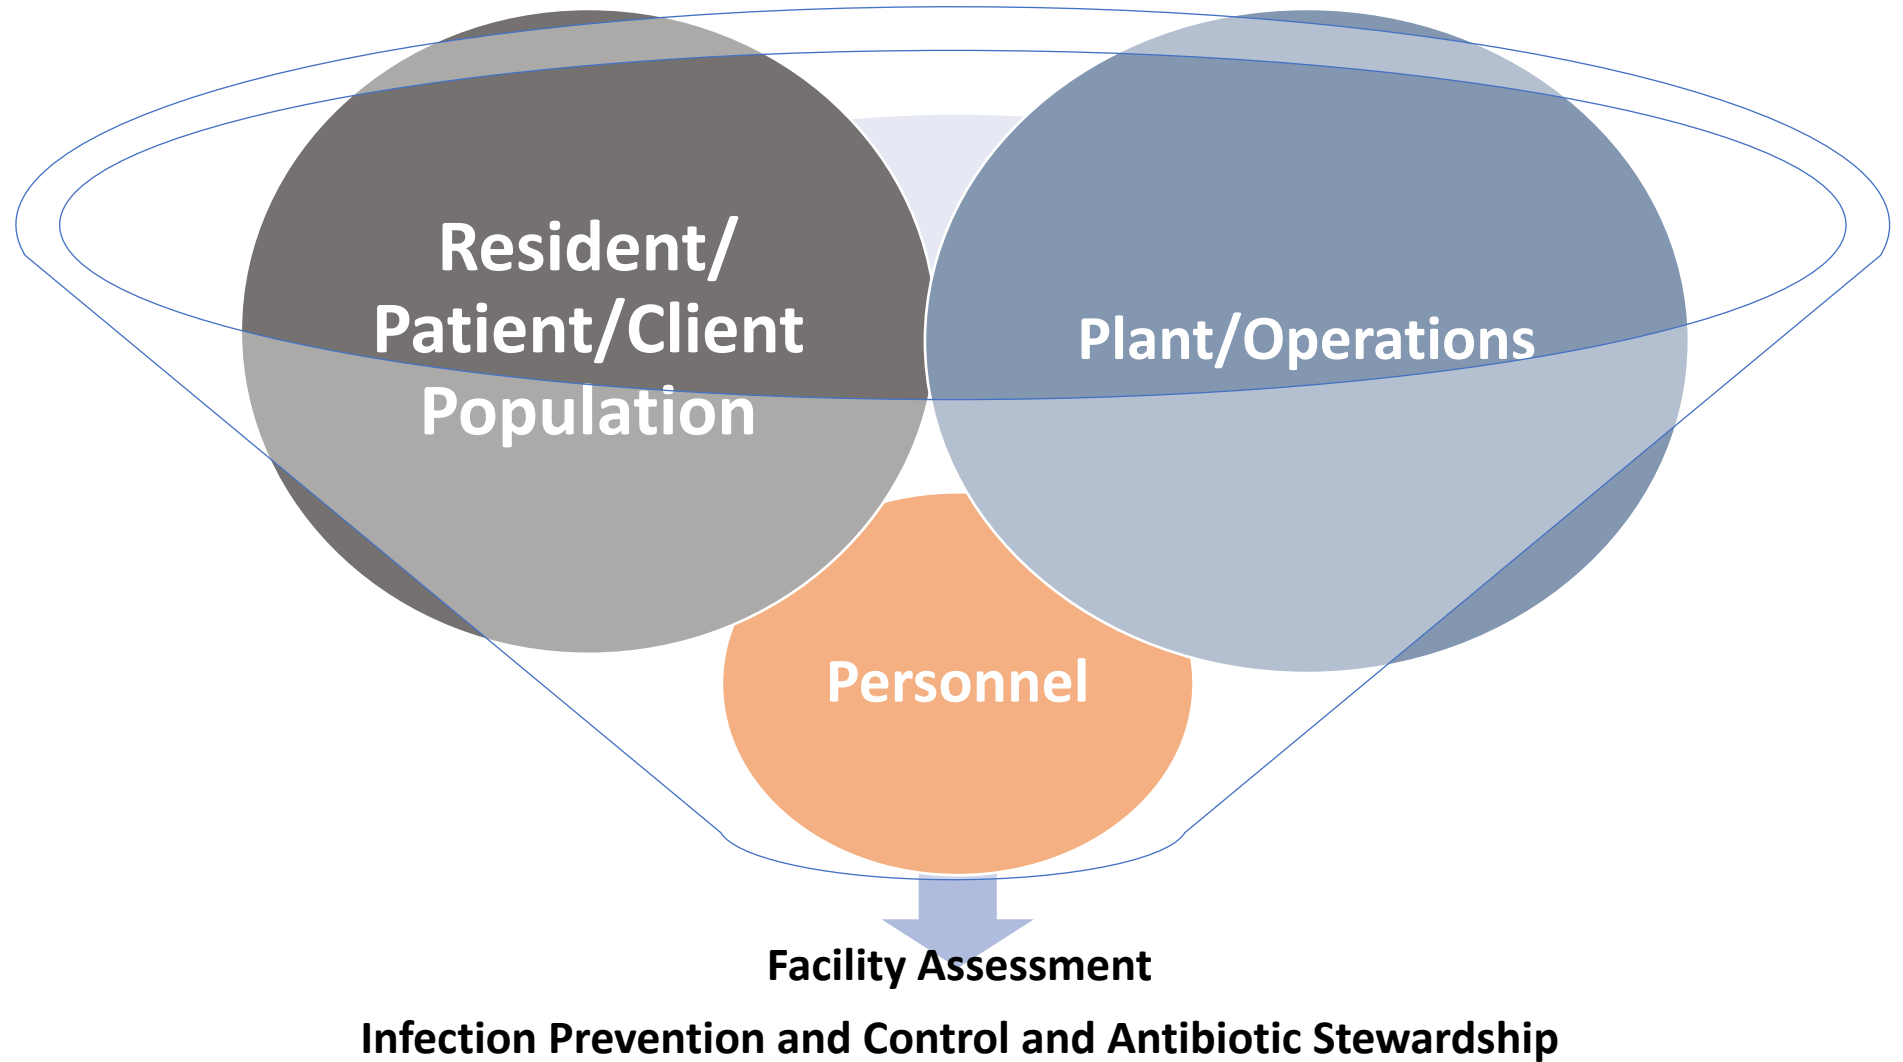 Resident/
Patient/Client
Population
Plant/Operations
Personnel
Facility Assessment
Infection Prevention and Control and Antibiotic Stewardship